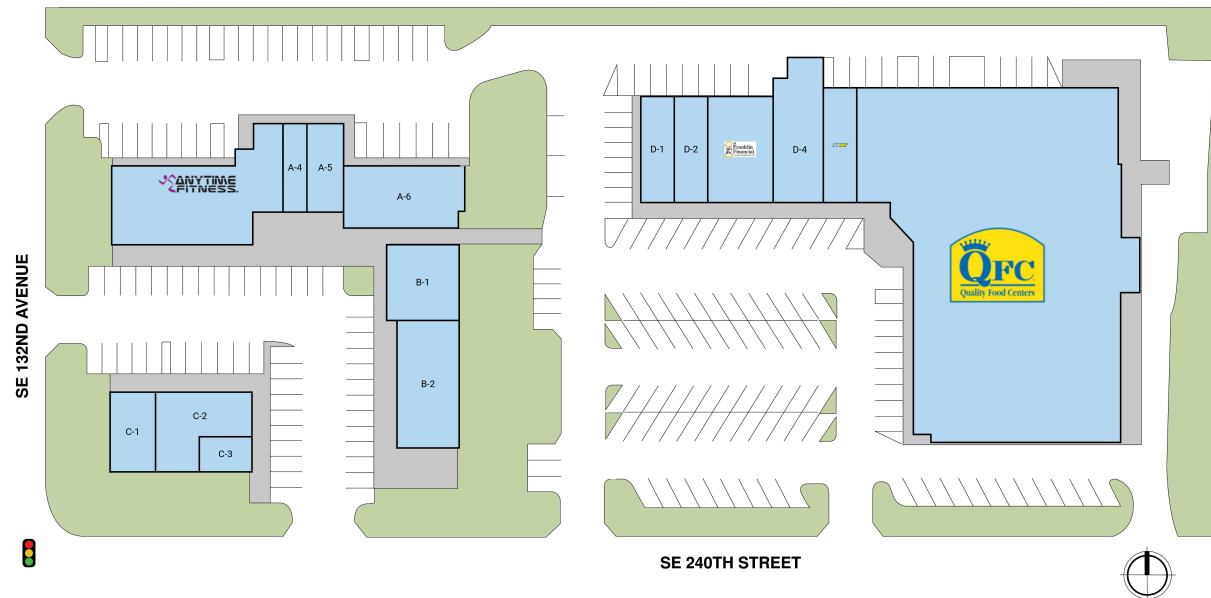 ANYTIME
FITNESS
A-4
A-5
A-6
B-1
B-2
C-1
C-2
C-3
D-1
D-2
Franklin
Financial
D-4
SUBWAY
QFC
Quality Food Centers
SE 132ND AVENUE
SE 240TH STREET